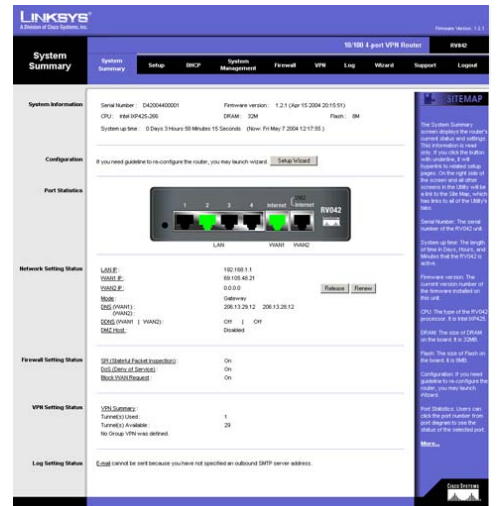 LINKSYS®
A Division of Cisco Systems, Inc.
Firmware Version: 1.2.1
10/100 4-port VPN Router
RV042
System Summary
System Summary
Setup
DHCP
System Management
Firewall
VPN
Log
Wizard
Support
Logout
System Information
Serial Number : D42004400001
Firmware version : 1.2.1 (Apr 15 2004 20:15:51)
CPU : Intel IXP425-266
DRAM : 32M
Flash : 8M
System up time : 0 Days 3 Hours 50 Minutes 15 Seconds (Now: Fri May 7 2004 12:17:55 )
Configuration
If you need guideline to re-configure the router, you may launch wizard.
Setup Wizard
Port Statistics
1 2 3 4 Internet DMZ Internet RV042
LAN WAN1 WAN2
Network Setting Status
LAN IP : 192.168.1.1
WAN1 IP : 69.105.48.21
WAN2 IP : 0.0.0.0 Release Renew
Mode : Gateway
DNS (WAN1) : 206.13.29.12 206.13.28.12
(WAN2) :
DDNS (WAN1 | WAN2) : Off | Off
DMZ Host : Disabled
Firewall Setting Status
SPI (Stateful Packet Inspection) : On
DoS (Deny of Service) : On
Block WAN Request : On
VPN Setting Status
VPN Summary :
Tunnel(s) Used : 1
Tunnel(s) Available : 29
No Group VPN was defined.
Log Setting Status
E-mail cannot be sent because you have not specified an outbound SMTP server address.
SITEMAP
The System Summary
screen displays the router's
current status and settings.
This information is read
only. If you click the button
with underline, it will
hyperlink to related setup
pages. On the right side of
the screen and all other
screens in the Utility will be
a link to the Site Map, which
has links to all of the Utility's
tabs.
Serial Number: The serial
number of the RV042 unit.
System up time: The length
of time in Days, Hours, and
Minutes that the RV042 is
active.
Firmware version: The
current version number of
the firmware installed on
this unit.
CPU: The type of the RV042
processor. It is Intel IXP425.
DRAM: The size of DRAM
on the board. It is 32MB.
Flash: The size of Flash on
the board. It is 8MB.
Configuration: If you need
guideline to re-configure the
router, you may launch
Wizard.
Port Statistics: Users can
click the port number from
port diagram to see the
status of the selected port.
More...
CISCO SYSTEMS